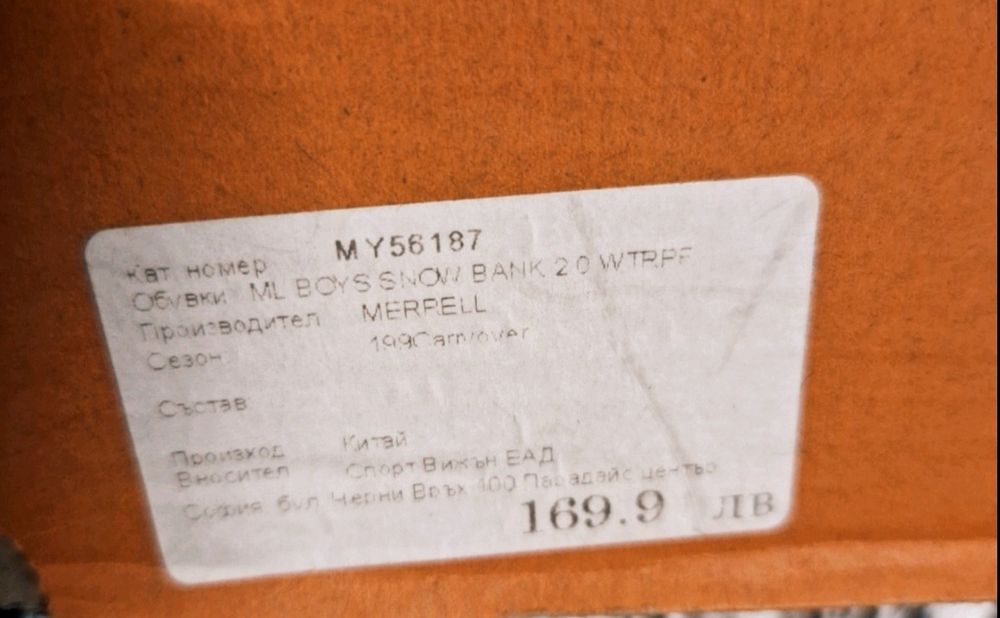 Кат номер MY56187
Обувки ML BOYS SNOW BANK 2.0 WTRPF
Производител MERRELL
Сезон 199Carryover
Състав
Произход Китай
Вносител Спорт Вижън ЕАД
София бул Черни Връх 100 Парадайс център
169.9 лв